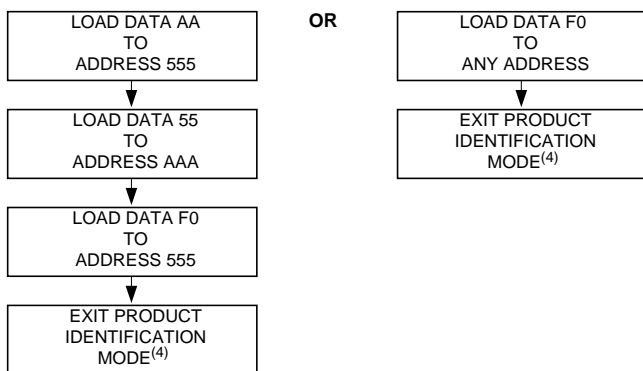 LOAD DATA AA
TO
ADDRESS 555
LOAD DATA 55
TO
ADDRESS AAA
LOAD DATA F0
TO
ADDRESS 555
EXIT PRODUCT
IDENTIFICATION
MODE(4)
OR
LOAD DATA F0
TO
ANY ADDRESS
EXIT PRODUCT
IDENTIFICATION
MODE(4)